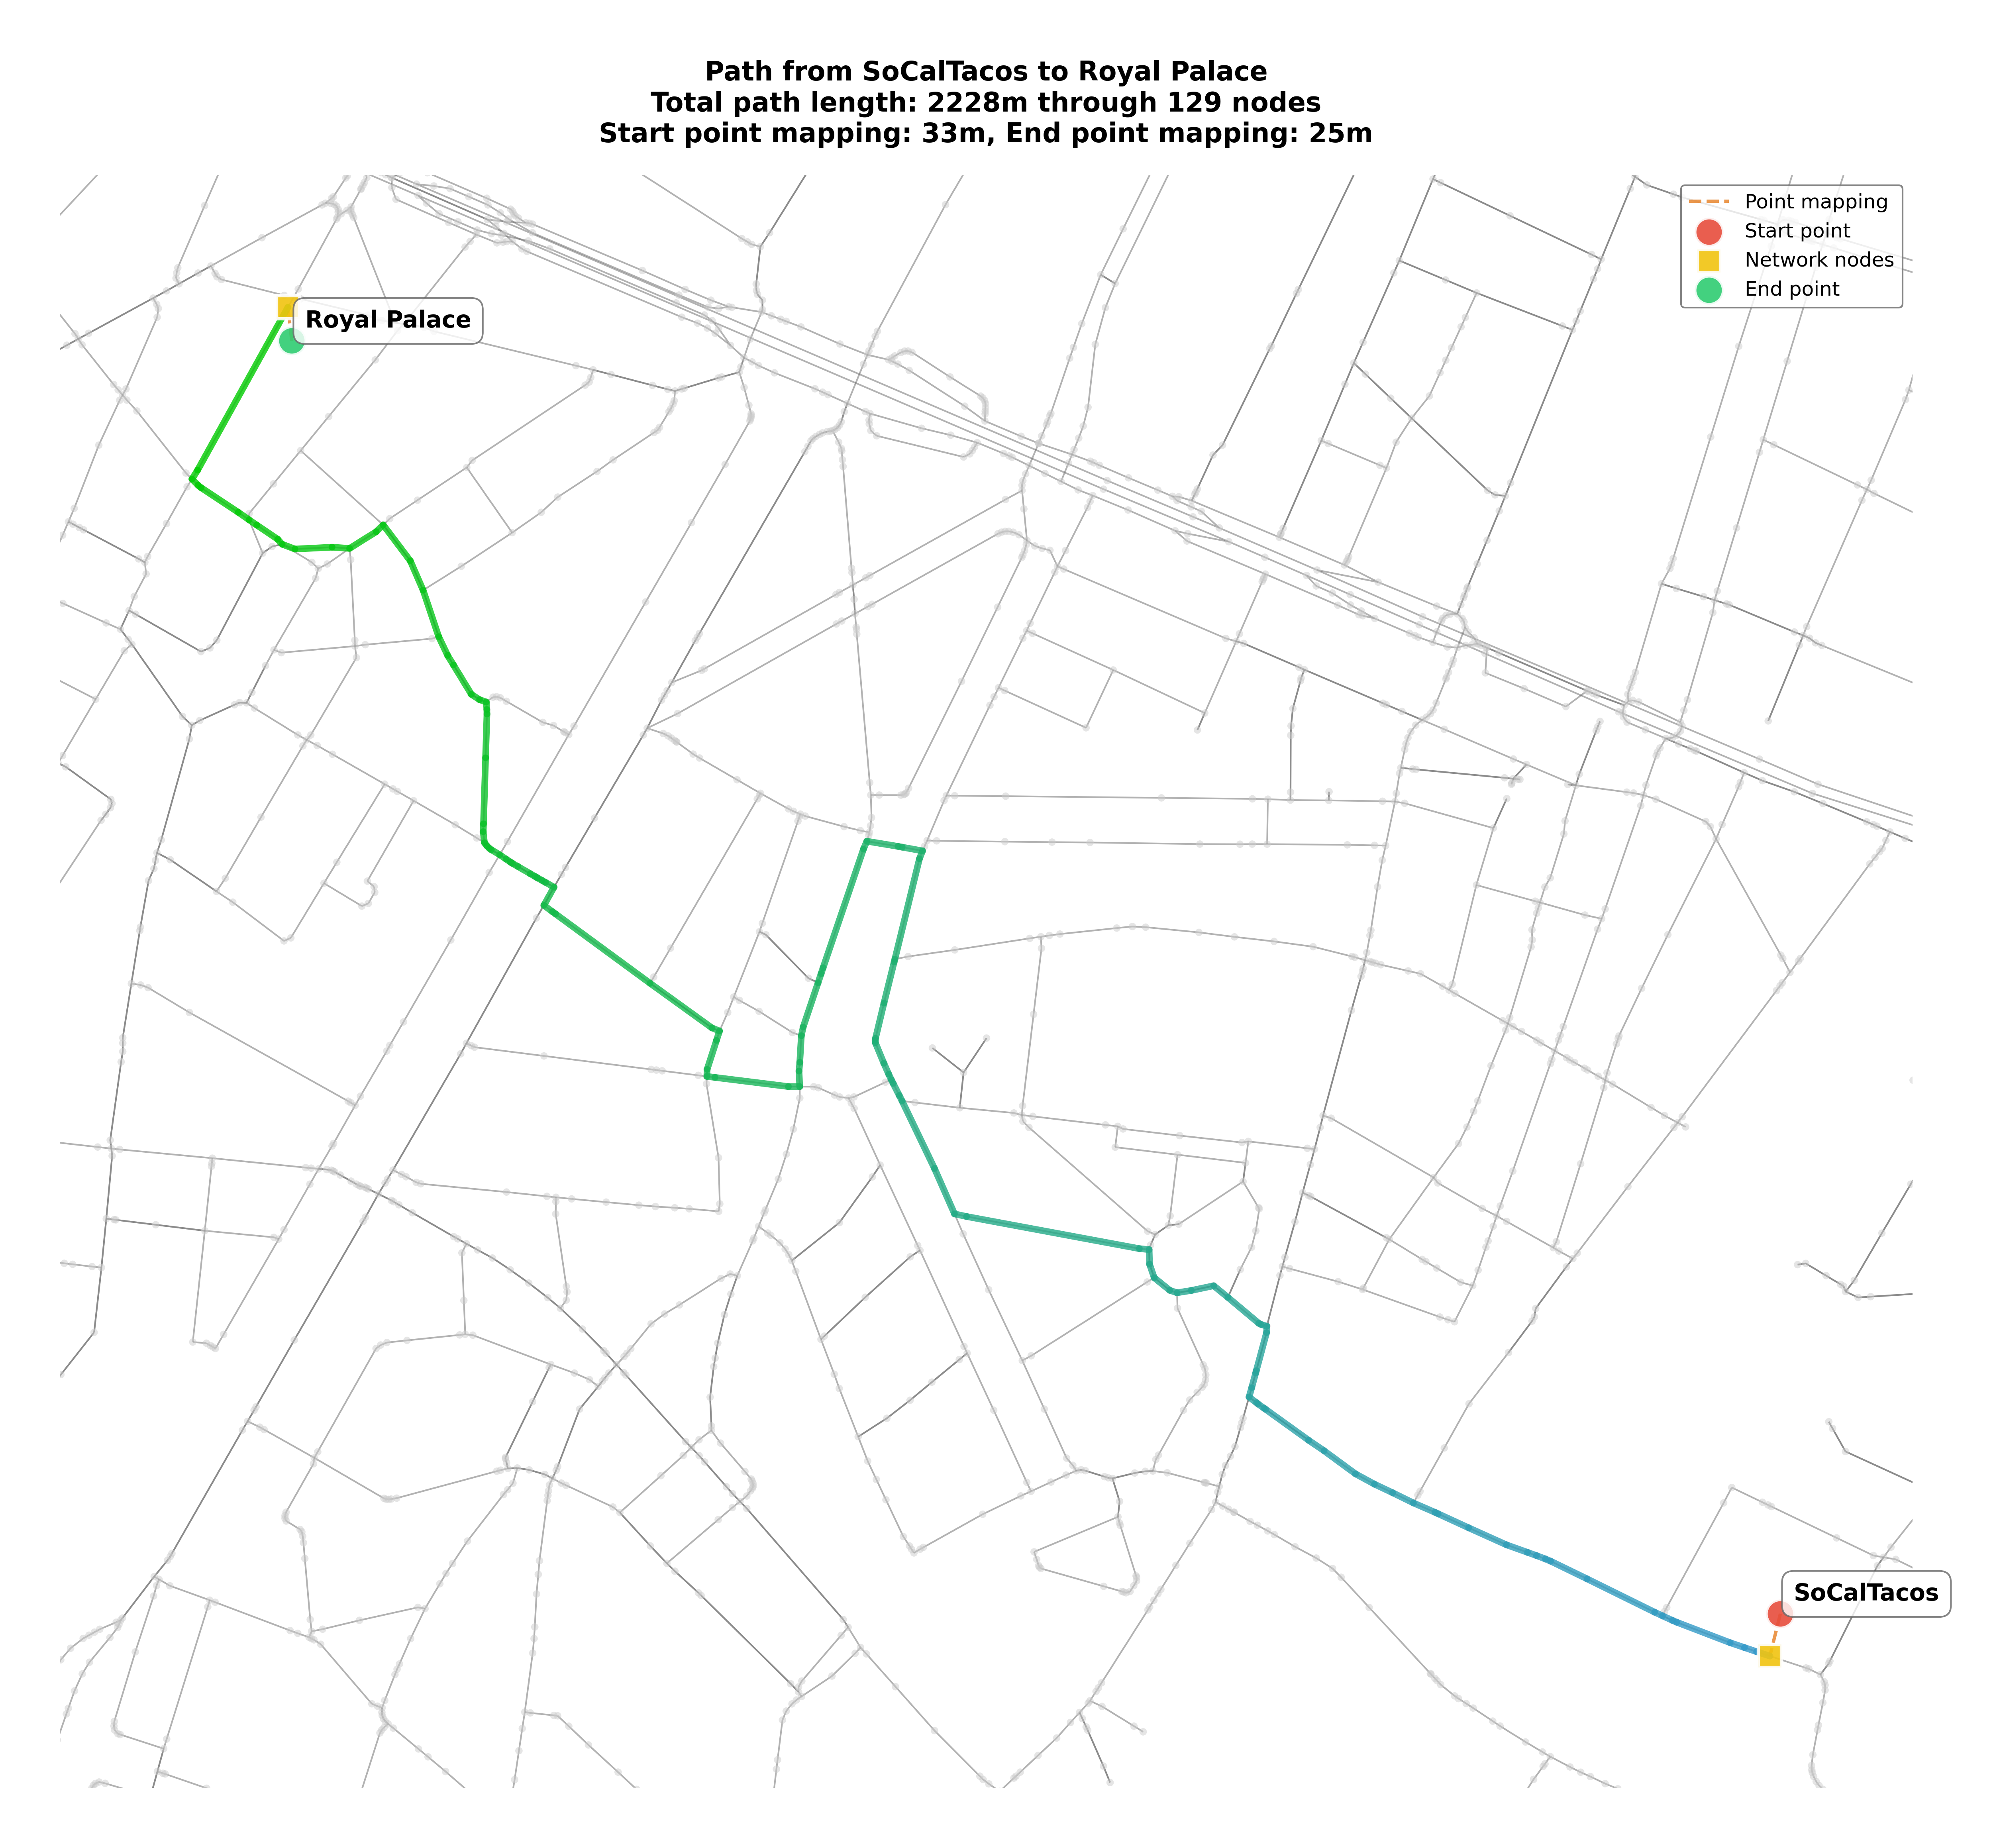 Path from SoCalTacos to Royal Palace
Total path length: 2228m through 129 nodes
Start point mapping: 33m, End point mapping: 25m
Point mapping
Start point
Network nodes
End point
Royal Palace
SoCalTacos